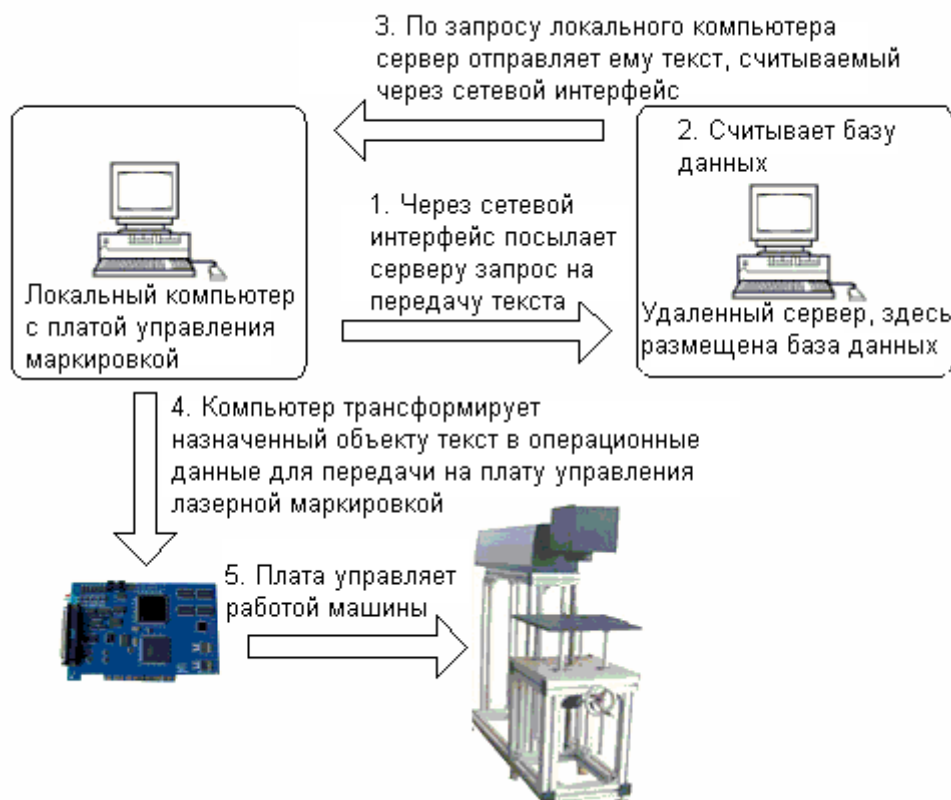 3. По запросу локального компьютера
сервер отправляет ему текст, считываемый
через сетевой интерфейс
2. Считывает базу
данных
1. Через сетевой
интерфейс посылает
серверу запрос на
передачу текста
Локальный компьютер
с платой управления
маркировкой
Удаленный сервер, здесь
размещена база данных
4. Компьютер трансформирует
назначенный объекту текст в операционные
данные для передачи на плату управления
лазерной маркировкой
5. Плата управляет
работой машины